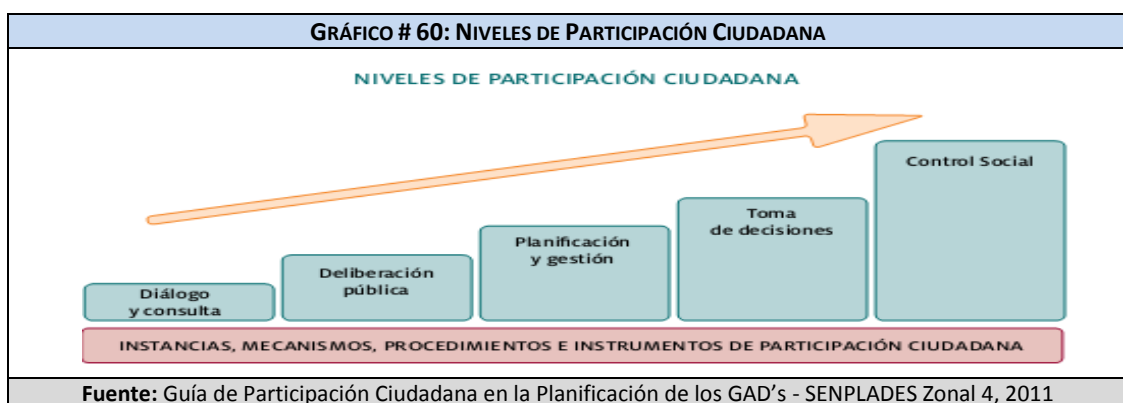 GRÁFICO # 60: NIVELES DE PARTICIPACIÓN CIUDADANA
NIVELES DE PARTICIPACIÓN CIUDADANA
Diálogo
y consulta
Deliberación
pública
Planificación
y gestión
Toma
de decisiones
Control Social
INSTANCIAS, MECANISMOS, PROCEDIMIENTOS E INSTRUMENTOS DE PARTICIPACIÓN CIUDADANA
Fuente: Guía de Participación Ciudadana en la Planificación de los GAD’s - SENPLADES Zonal 4, 2011